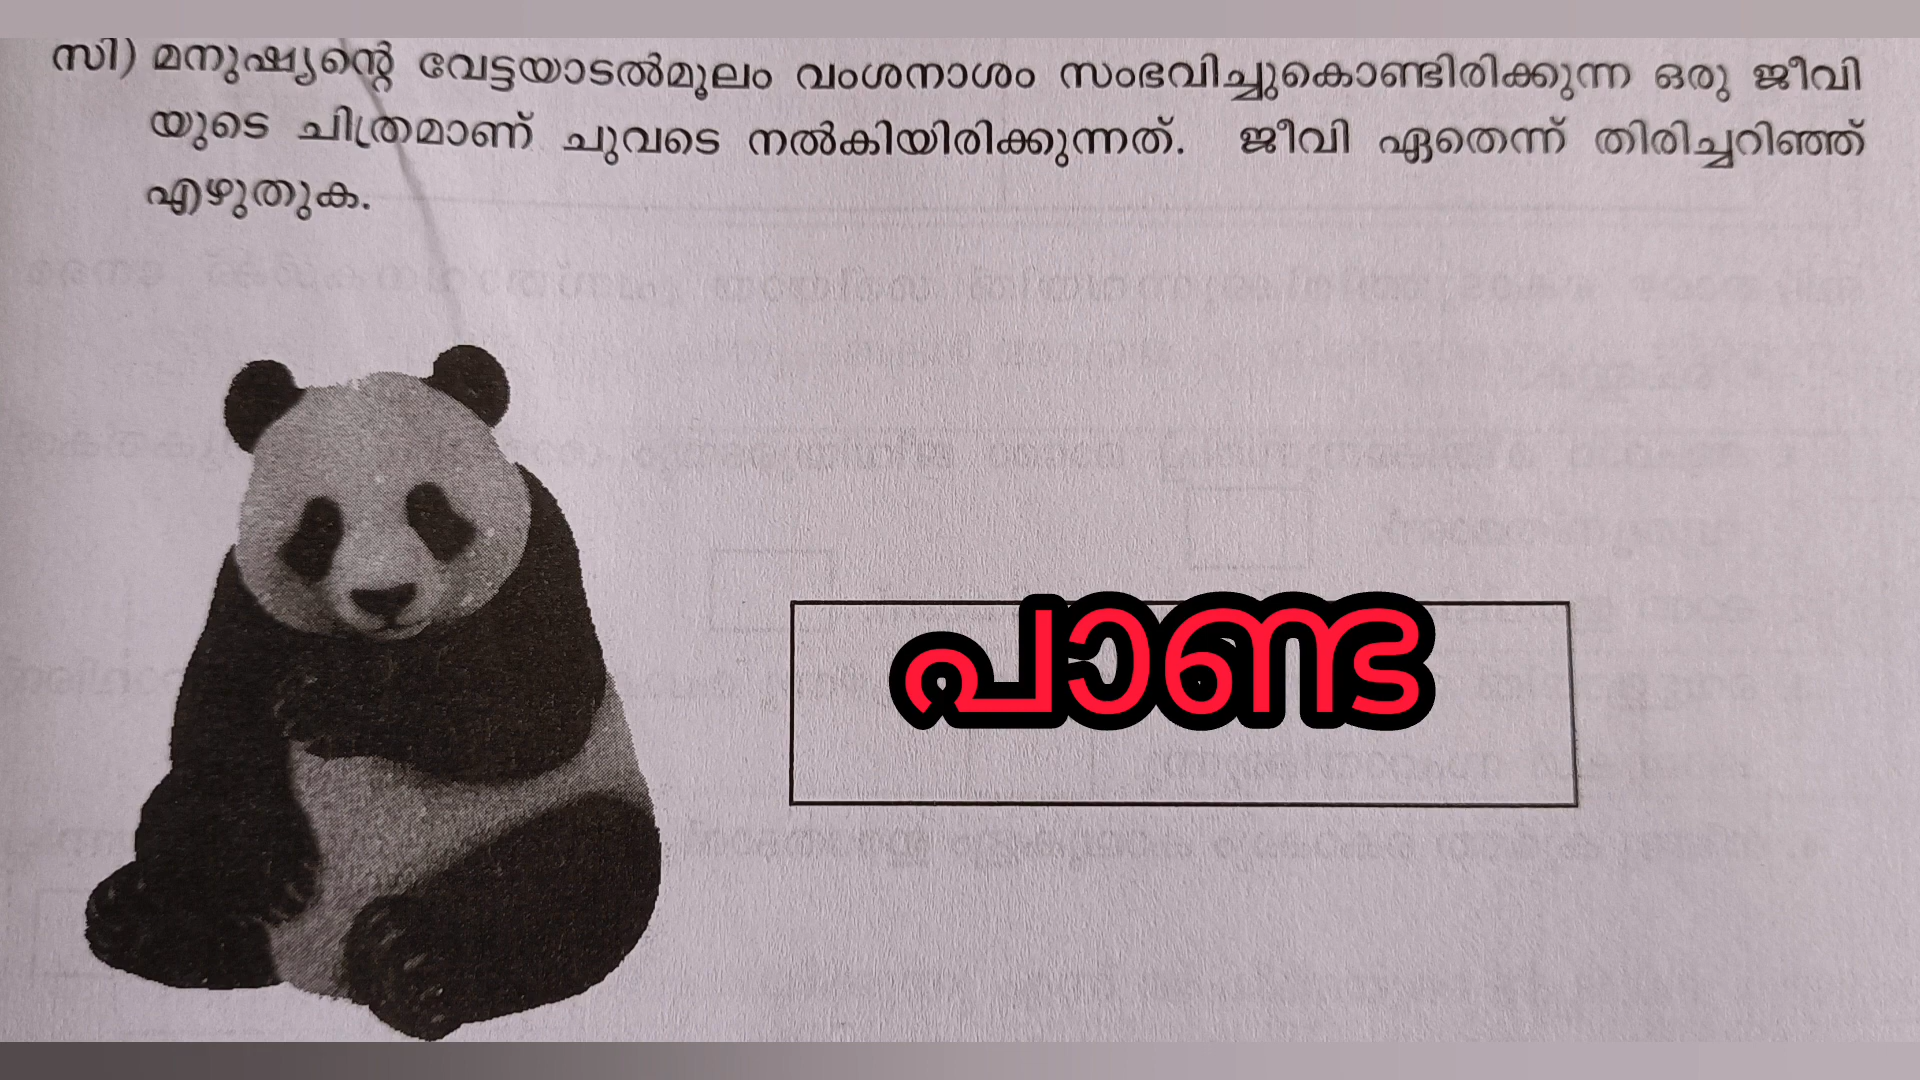 സി) മനുഷ്യന്റെ വേട്ടയാടൽമൂലം വംശനാശം സംഭവിച്ചുകൊണ്ടിരിക്കുന്ന ഒരു ജീവി
യുടെ ചിത്രമാണ് ചുവടെ നൽകിയിരിക്കുന്നത്. ജീവി ഏതെന്ന് തിരിച്ചറിഞ്ഞ്
എഴുതുക.
പാണ്ട